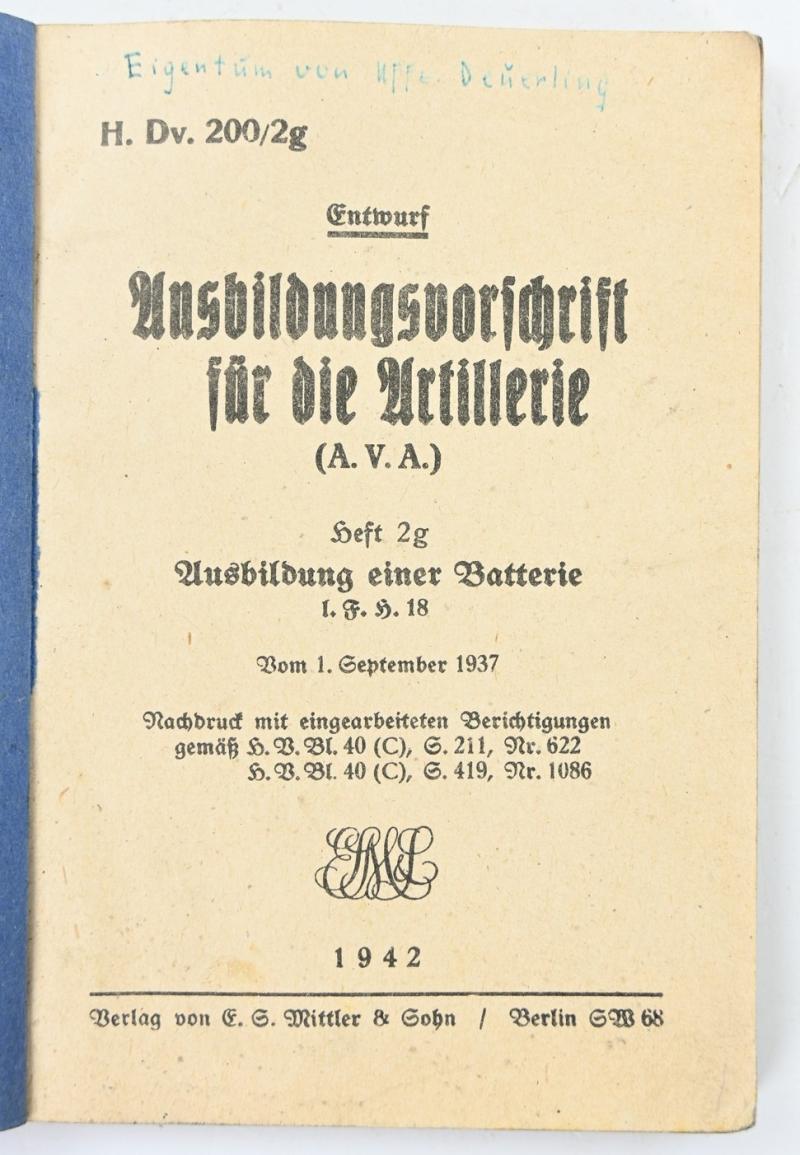 Eigentum von Uffz. Deuerling
H. Dv. 200/2g
Entwurf
Ausbildungsvorschrift
für die Artillerie
(A. V. A.)
Heft 2g
Ausbildung einer Batterie
l. F. H. 18
Vom 1. September 1937
Nachdruck mit eingearbeiteten Berichtigungen
gemäß H. V. Bl. 40 (C), S. 211, Nr. 622
H. V. Bl. 40 (C), S. 419, Nr. 1086
1942
Verlag von E. S. Mittler & Sohn / Berlin SW 68